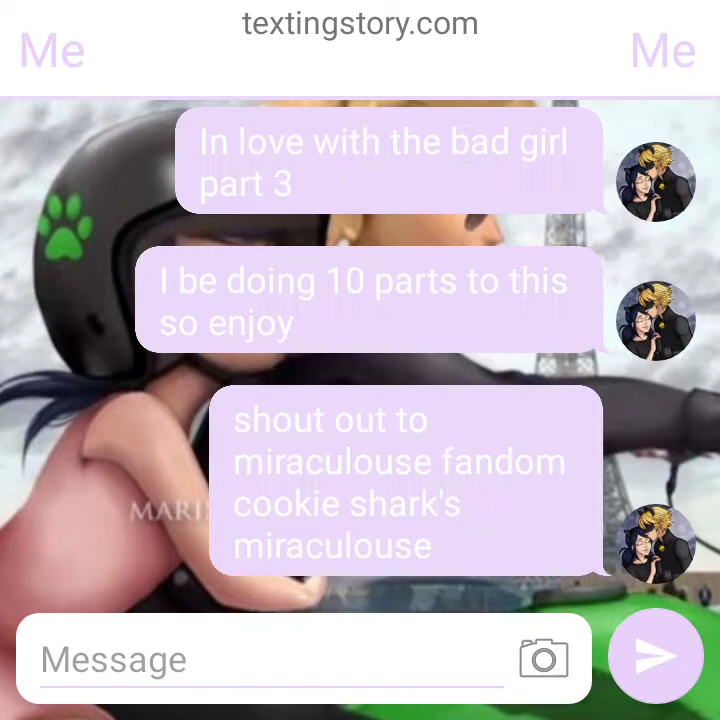 textingstory.com
Me
Me
In love with the bad girl
part 3
I be doing 10 parts to this
so enjoy
shout out to
miraculouse fandom
cookie shark's
miraculouse
MARI
Message